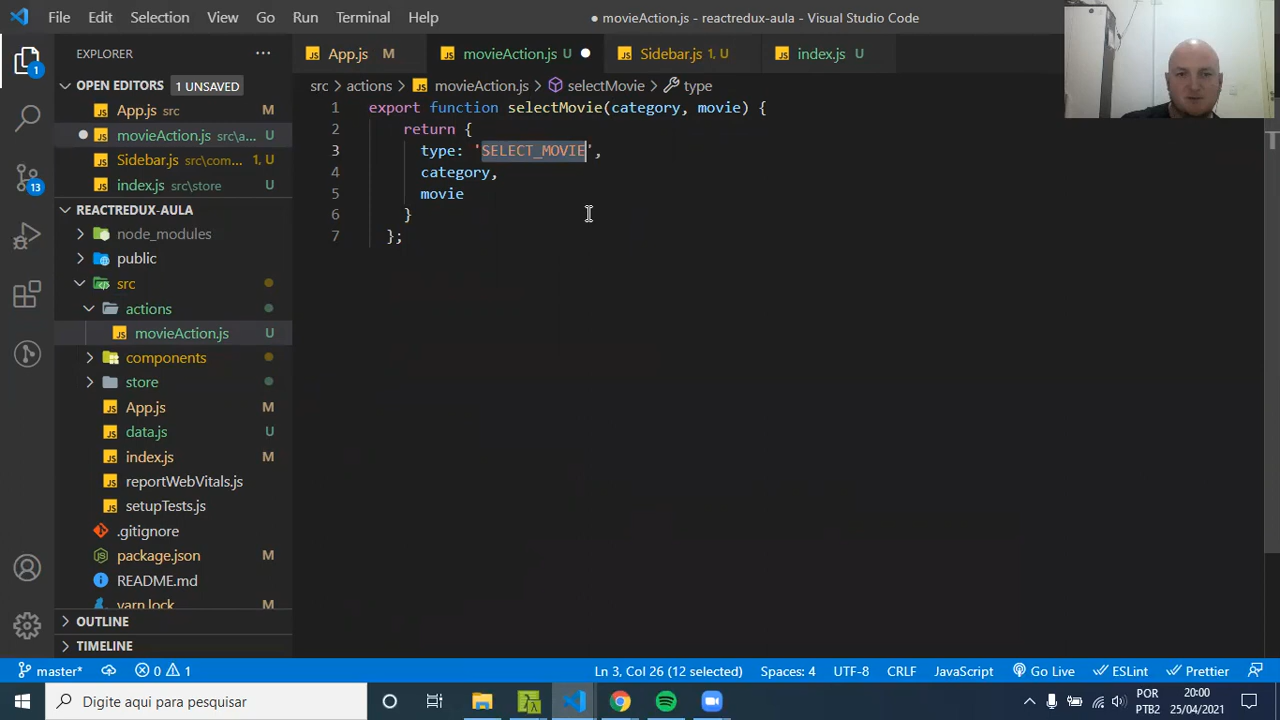 File Edit Selection View Go Run Terminal Help ● movieAction.js - reactredux-aula - Visual Studio Code
EXPLORER ···
App.js M
movieAction.js U ●
Sidebar.js 1, U
index.js U
1
OPEN EDITORS 1 UNSAVED
App.js src
movieAction.js src\a... U
Sidebar.js src\com... 1, U
index.js src\store U
REACTREDUX-AULA
node_modules
public
src
actions
movieAction.js U
components
store
App.js M
data.js U
index.js M
reportWebVitals.js
setupTests.js
.gitignore
package.json M
README.md
yarn.lock M
OUTLINE
TIMELINE
src > actions > movieAction.js > selectMovie > type
1 export function selectMovie(category, movie) {
2 return {
3 type: 'SELECT_MOVIE',
4 category,
5 movie
6 }
7 };
master* 0 1 Ln 3, Col 26 (12 selected) Spaces: 4 UTF-8 CRLF JavaScript Go Live ESLint Prettier
Digite aqui para pesquisar
POR
PTB2
20:00
25/04/2021